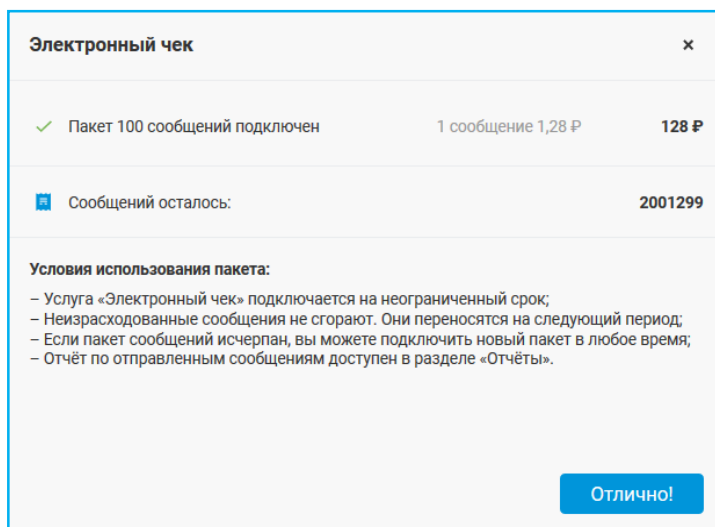 Электронный чек ×
Пакет 100 сообщений подключен 1 сообщение 1,28 ₽ 128 ₽
Сообщений осталось: 2001299
Условия использования пакета:
– Услуга «Электронный чек» подключается на неограниченный срок;
– Неизрасходованные сообщения не сгорают. Они переносятся на следующий период;
– Если пакет сообщений исчерпан, вы можете подключить новый пакет в любое время;
– Отчёт по отправленным сообщениям доступен в разделе «Отчёты».
Отлично!